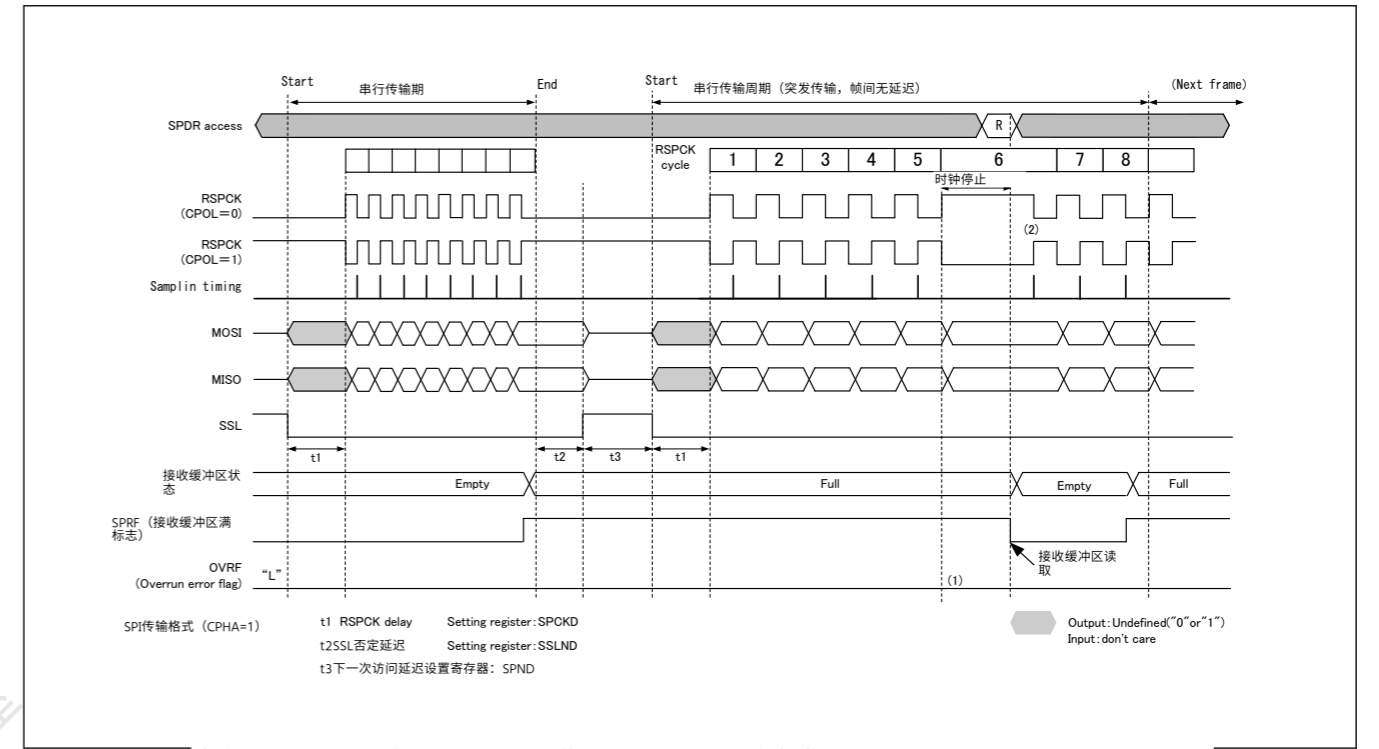 Start
串行传输期
End
Start
串行传输周期（突发传输，帧间无延迟）
(Next frame)
SPDR access
R
RSPCK
cycle
1 2 3 4 5 6 7 8
时钟停止
RSPCK
(CPOL＝0)
(2)
RSPCK
(CPOL＝1)
Samplin timing
MOSI
MISO
SSL
t1
t2
t3
t1
接收缓冲区状
态
Empty
Full
Empty
Full
SPRF（接收缓冲区满
标志）
接收缓冲区读
取
OVRF
(Overrun error flag)
“L”
(1)
SPI传输格式（CPHA=1）
t1 RSPCK delay Setting register:SPCKD
t2SSL否定延迟 Setting register:SSLND
t3下一次访问延迟设置寄存器：SPND
Output:Undefined("0"or"1")
Input:don't care